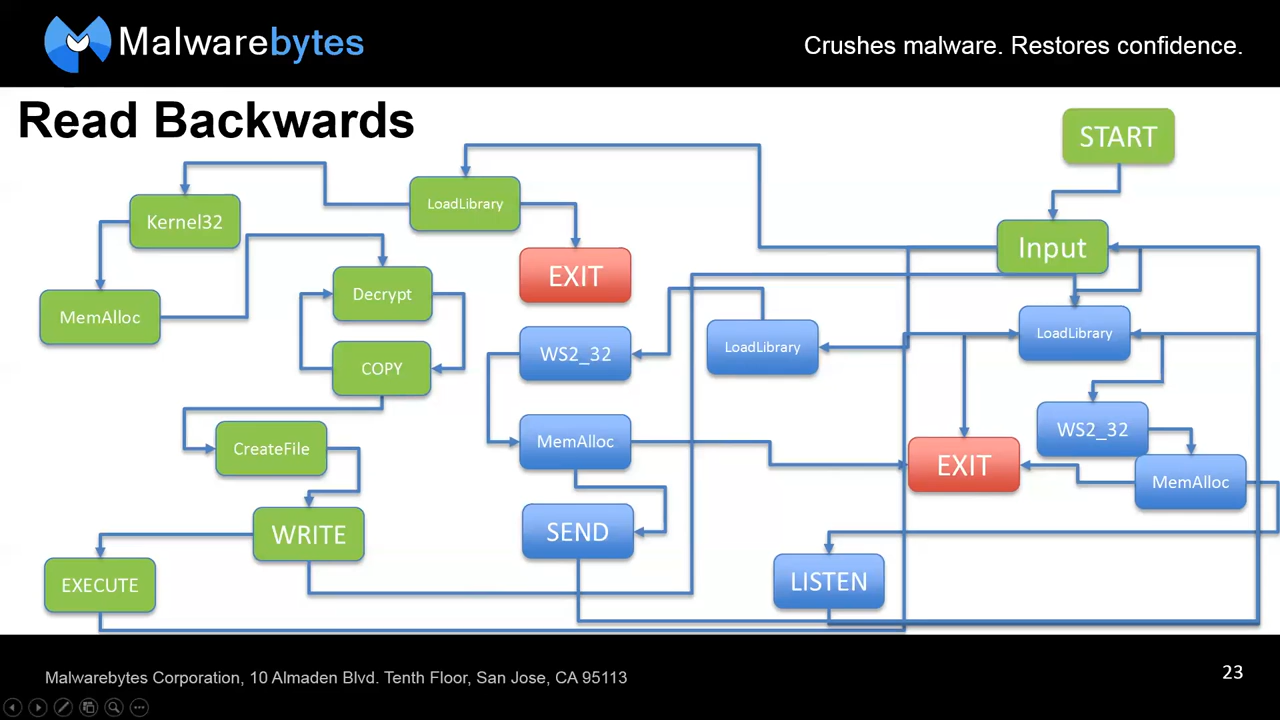 Malwarebytes
Crushes malware. Restores confidence.
Read Backwards
START
LoadLibrary
Kernel32
Input
EXIT
Decrypt
MemAlloc
LoadLibrary
LoadLibrary
WS2_32
COPY
WS2_32
MemAlloc
CreateFile
EXIT
MemAlloc
SEND
WRITE
LISTEN
EXECUTE
Malwarebytes Corporation, 10 Almaden Blvd. Tenth Floor, San Jose, CA 95113
23